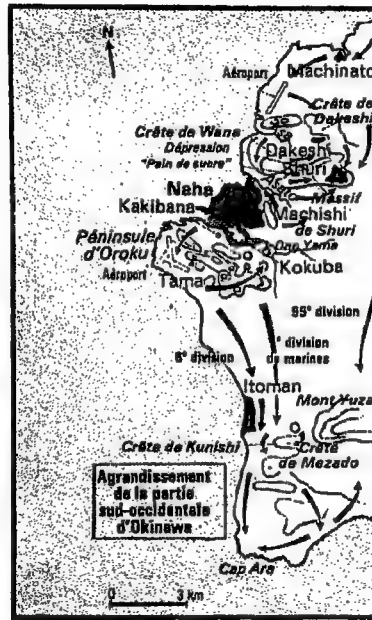 N
Aéroport
Machinato
Crête de
Dakeshi
Crête de Wana
Dépression
"Pain de sucre"
Dakeshi
Shuri
Naha
Kakibana
Massif
de Shuri
Machishi
Péninsule
d'Oroku
Ono Yama
Aéroport
Tama
Kokuba
95e division
6e division
division
de marines
Itoman
Mont Yuza
Crête de Kunishi
Crête
de Mezado
Agrandissement
de la partie
sud-occidentale
d'Okinawa
Cap Ara
0 3 km